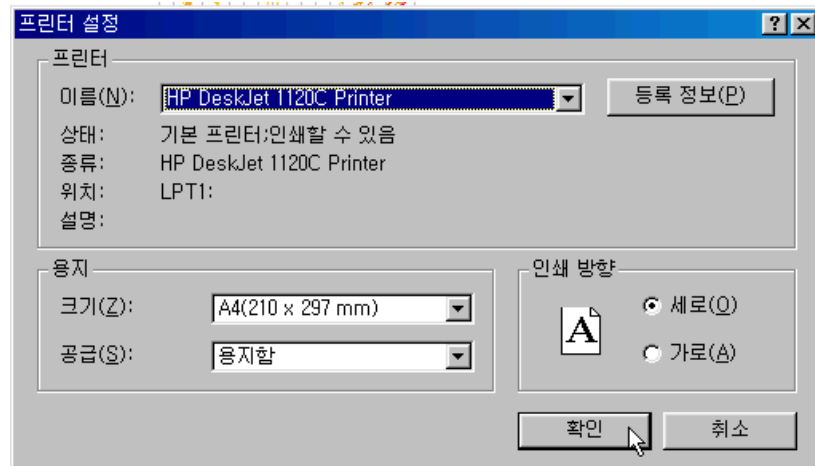 프린터 설정
프린터
이름(N): HP DeskJet 1120C Printer 등록 정보(P)
상태: 기본 프린터;인쇄할 수 있음
종류: HP DeskJet 1120C Printer
위치: LPT1:
설명:
용지
크기(Z): A4(210 x 297 mm)
공급(S): 용지함
인쇄 방향
A
세로(O)
가로(A)
확인 취소